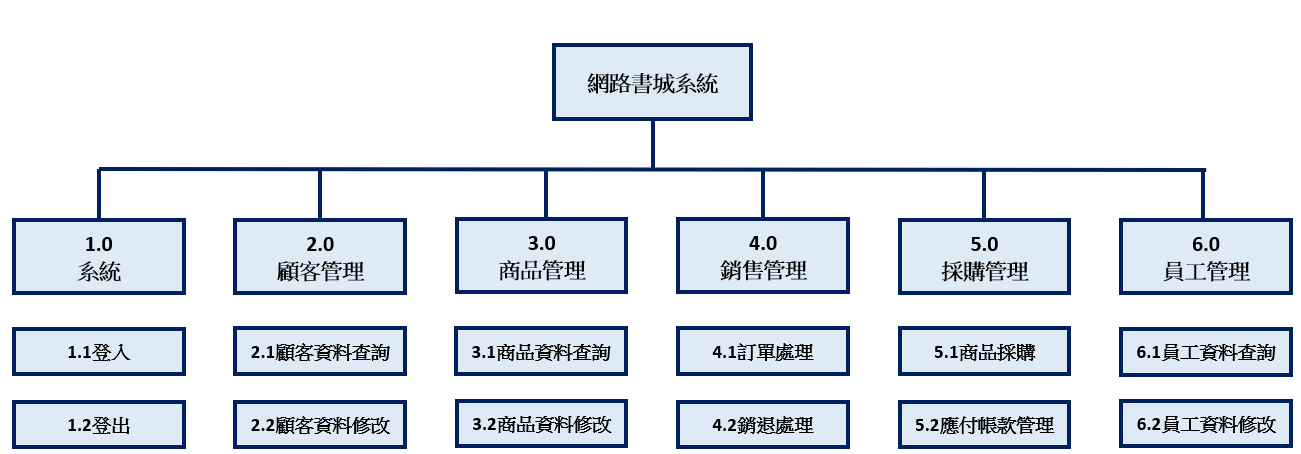 網路書城系統
1.0
系統
2.0
顧客管理
3.0
商品管理
4.0
銷售管理
5.0
採購管理
6.0
員工管理
1.1登入
2.1顧客資料查詢
3.1商品資料查詢
4.1訂單處理
5.1商品採購
6.1員工資料查詢
1.2登出
2.2顧客資料修改
3.2商品資料修改
4.2銷退處理
5.2應付帳款管理
6.2員工資料修改